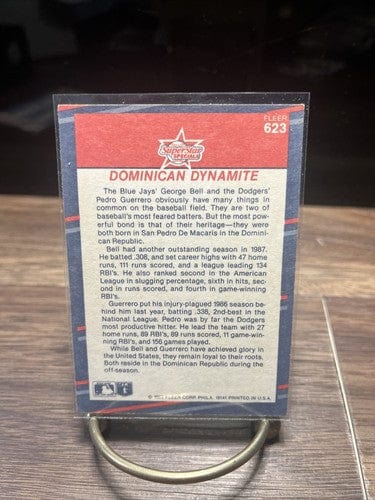 FLEER
623
SuperStar
SPECIALS
DOMINICAN DYNAMITE
The Blue Jays' George Bell and the Dodgers'
Pedro Guerrero obviously have many things in
common on the baseball field. They are two of
baseball's most feared batters. But the most pow-
erful bond is that of their heritage—they were
both born in San Pedro De Macaris in the Domin-
ican Republic.
Bell had another outstanding season in 1987.
He batted .308, and set career highs with 47 home
runs, 111 runs scored, and a league leading 134
RBI's. He also ranked second in the American
League in slugging percentage, sixth in hits, sec-
ond in runs scored, and fourth in game-winning
RBI's.
Guerrero put his injury-plagued 1986 season be-
hind him last year, batting .338, 2nd-best in the
National League. Pedro was by far the Dodgers
most productive hitter. He lead the team with 27
home runs, 89 RBI's, 89 runs scored, 11 game-win-
ning RBI's, and 156 games played.
While Bell and Guerrero have achieved glory in
the United States, they remain loyal to their roots.
Both reside in the Dominican Republic during the
off-season.
FLEER CORP. PHILA. 19141 PRINTED IN U.S.A.